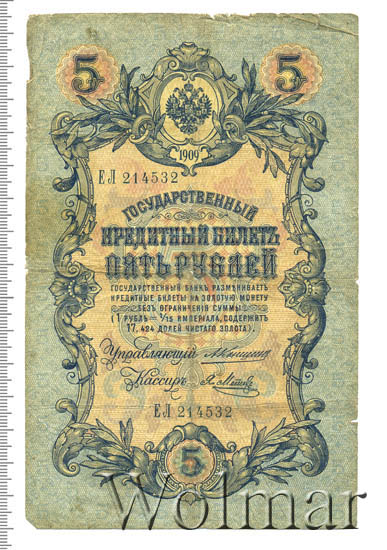 5 5
1909
ЕЛ 214532
ГОСУДАРСТВЕННЫЙ
КРЕДИТНЫЙ БИЛЕТЪ
ПЯТЬ РУБЛЕЙ
ГОСУДАРСТВЕННЫЙ БАНКЪ РАЗМѢНИВАЕТЪ
КРЕДИТНЫЕ БИЛЕТЫ НА ЗОЛОТУЮ МОНЕТУ
БЕЗЪ ОГРАНИЧЕНІЯ СУММЫ
(1 РУБЛЬ = 1/15 ИМПЕРІАЛА, СОДЕРЖИТЪ
17,424 ДОЛЕЙ ЧИСТАГО ЗОЛОТА).
Управляющій
Кассиръ
ЕЛ 214532
5
Wolmar